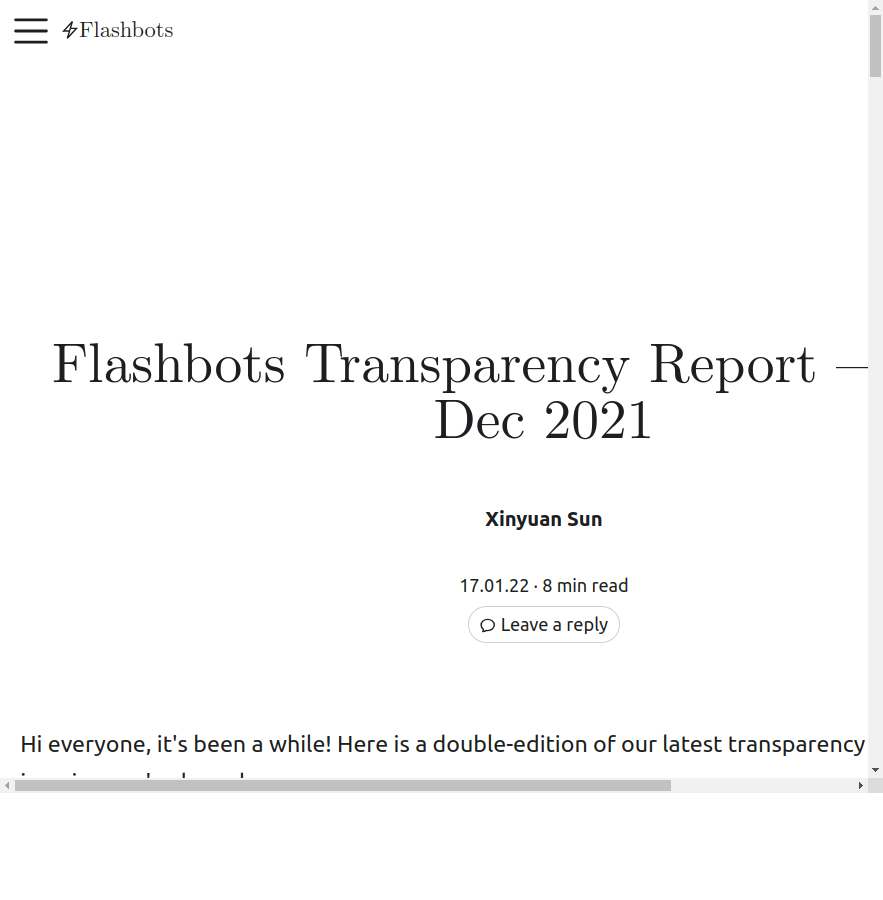 Flashbots
Flashbots Transparency Report —
Dec 2021
Xinyuan Sun
17.01.22 · 8 min read
Leave a reply
Hi everyone, it's been a while! Here is a double-edition of our latest transparency